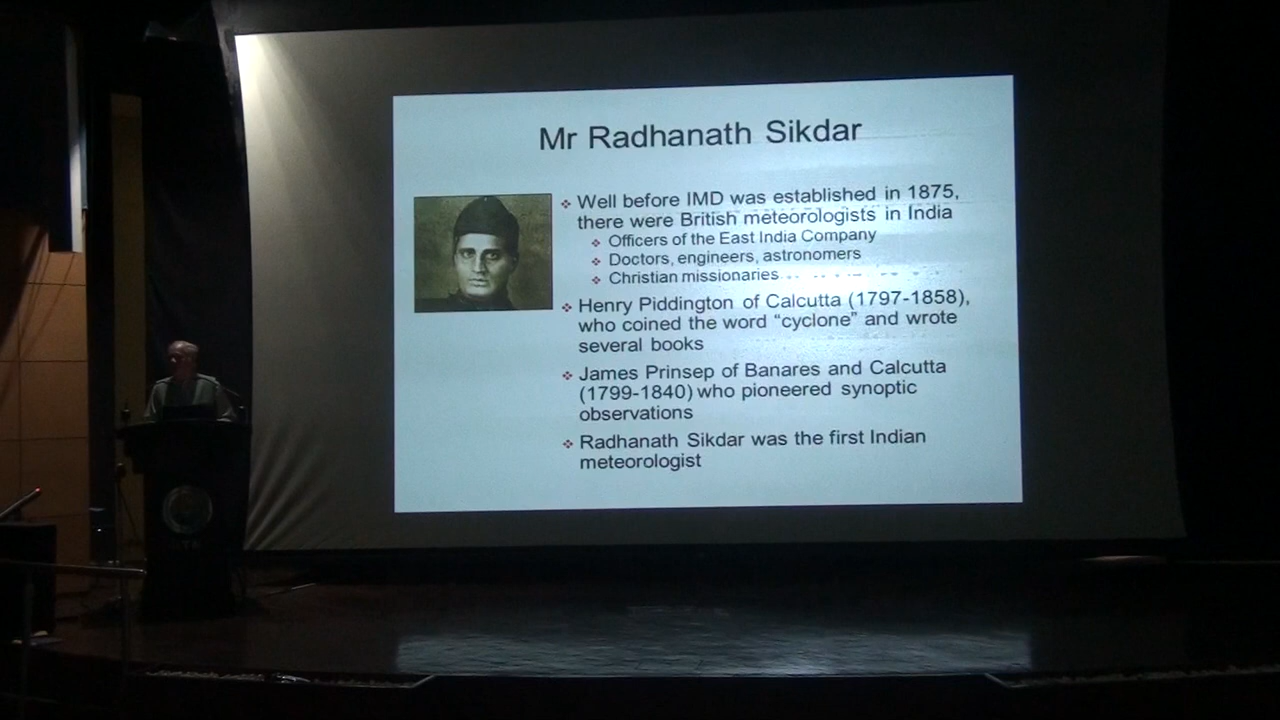 Mr Radhanath Sikdar
Well before IMD was established in 1875,
there were British meteorologists in India
Officers of the East India Company
Doctors, engineers, astronomers
Christian missionaries
Henry Piddington of Calcutta (1797-1858),
who coined the word “cyclone” and wrote
several books
James Prinsep of Banares and Calcutta
(1799-1840) who pioneered synoptic
observations
Radhanath Sikdar was the first Indian
meteorologist